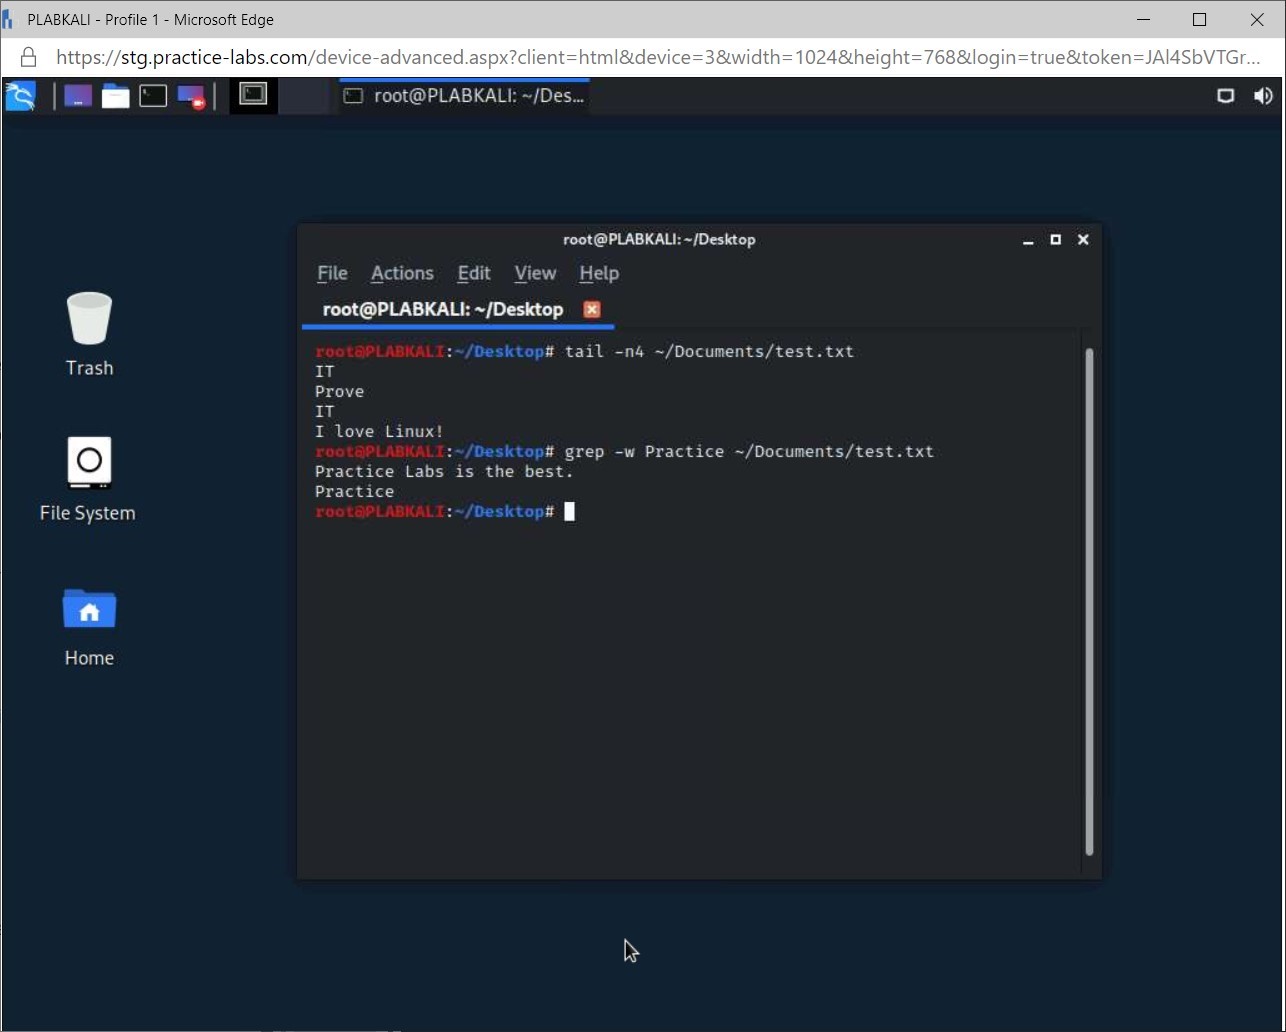 PLABKALI - Profile 1 - Microsoft Edge
https://stg.practice-labs.com/device-advanced.aspx?client=html&device=3&width=1024&height=768&login=true&token=JAl4SbVTGr...
root@PLABKALI: ~/Des...
root@PLABKALI: ~/Desktop
File Actions Edit View Help
root@PLABKALI: ~/Desktop
root@PLABKALI:~/Desktop# tail -n4 ~/Documents/test.txt
IT
Prove
IT
I love Linux!
root@PLABKALI:~/Desktop# grep -w Practice ~/Documents/test.txt
Practice Labs is the best.
Practice
root@PLABKALI:~/Desktop#
Trash
File System
Home